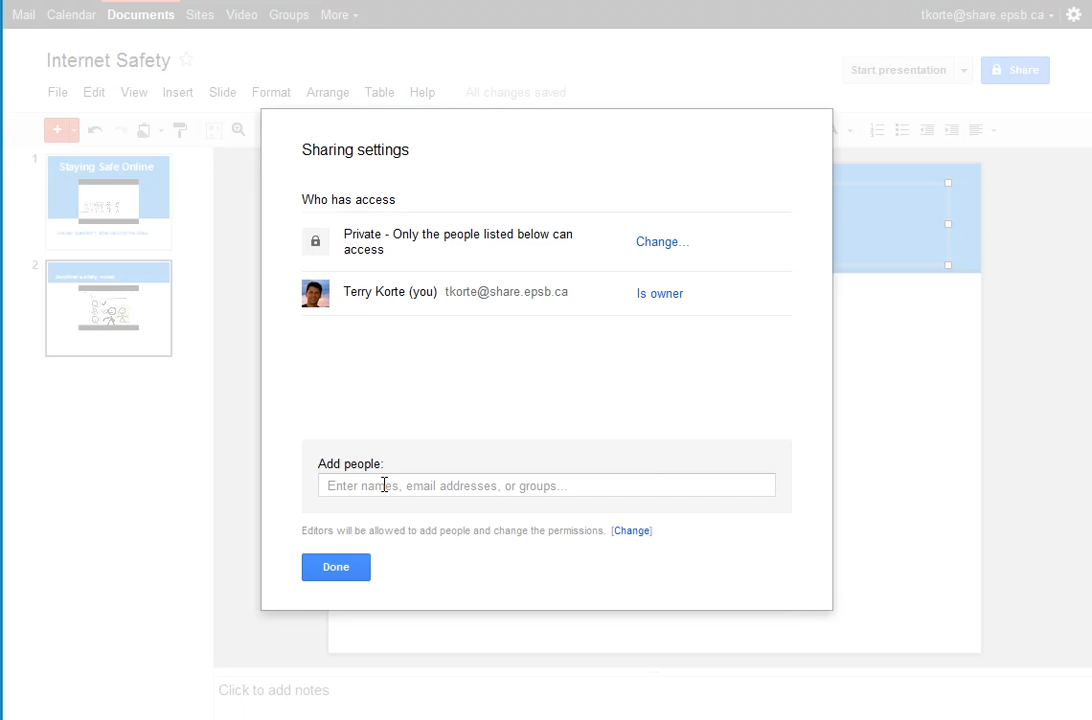 Mail Calendar Documents Sites Video Groups More
tkorte@share.epsb.ca
Internet Safety
Start presentation
Share
File Edit View Insert Slide Format Arrange Table Help
All changes saved
1
Staying Safe Online
2
Sharing settings
Who has access
Private - Only the people listed below can
access
Change...
Terry Korte (you) tkorte@share.epsb.ca
Is owner
Add people:
Enter names, email addresses, or groups...
Editors will be allowed to add people and change the permissions. [Change]
Done
Click to add notes